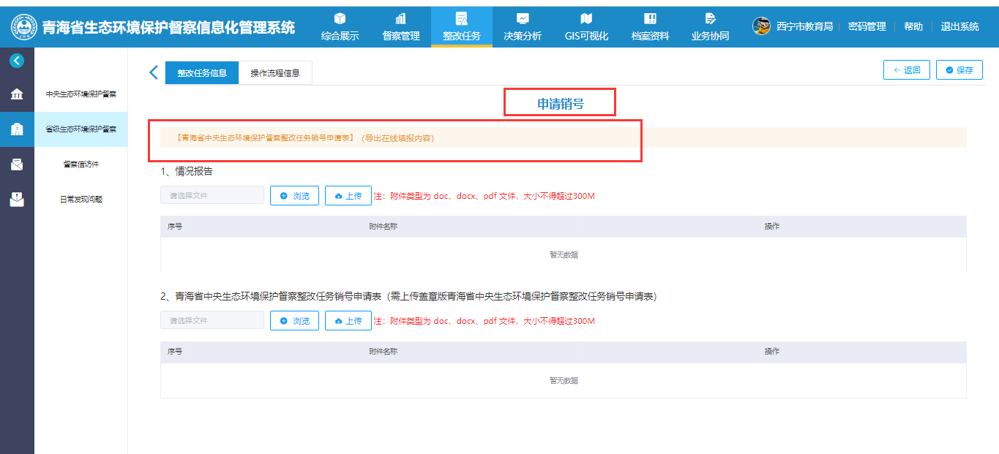 青海省生态环境保护督察信息化管理系统
综合展示
督察管理
整改任务
决策分析
GIS可视化
档案资料
业务协同
西宁市教育局
密码管理
帮助
退出系统
中央生态环境保护督察
省级生态环境保护督察
督察信访件
日常发现问题
整改任务信息
操作流程信息
返回
保存
申请销号
【青海省中央生态环境保护督察整改任务销号申请表】（导出在线填报内容）
1、情况报告
请选择文件
浏览
上传
注：附件类型为 doc、docx、pdf 文件，大小不得超过300M
序号 附件名称 操作
暂无数据
2、青海省中央生态环境保护督察整改任务销号申请表（需上传盖章版青海省中央生态环境保护督察整改任务销号申请表）
请选择文件
浏览
上传
注：附件类型为 doc、docx、pdf 文件，大小不得超过300M
序号 附件名称 操作
暂无数据